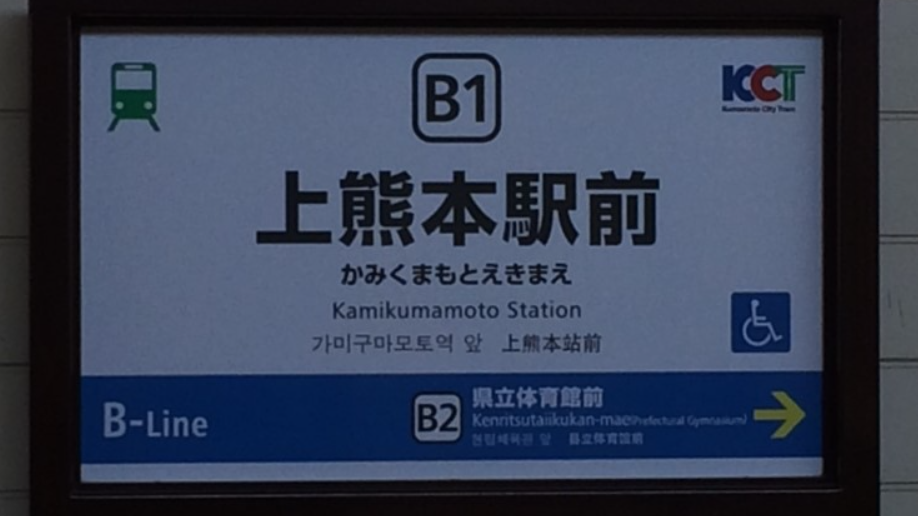 B1
KCT
Kumamoto City Tram
上熊本駅前
かみくまもとえきまえ
Kamikumamoto Station
가미구마모토역 앞 上熊本站前
B-Line
B2
県立体育館前
Kenritsutaiikukan-mae(Prefectural Gymnasium)
현립체육관 앞 县立体育馆前